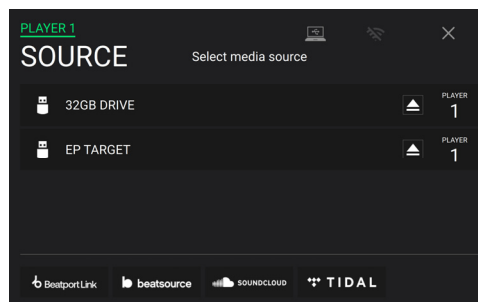 PLAYER 1
SOURCE
Select media source
32GB DRIVE
PLAYER
1
EP TARGET
PLAYER
1
Beatport Link
beatsource
SOUNDCLOUD
TIDAL